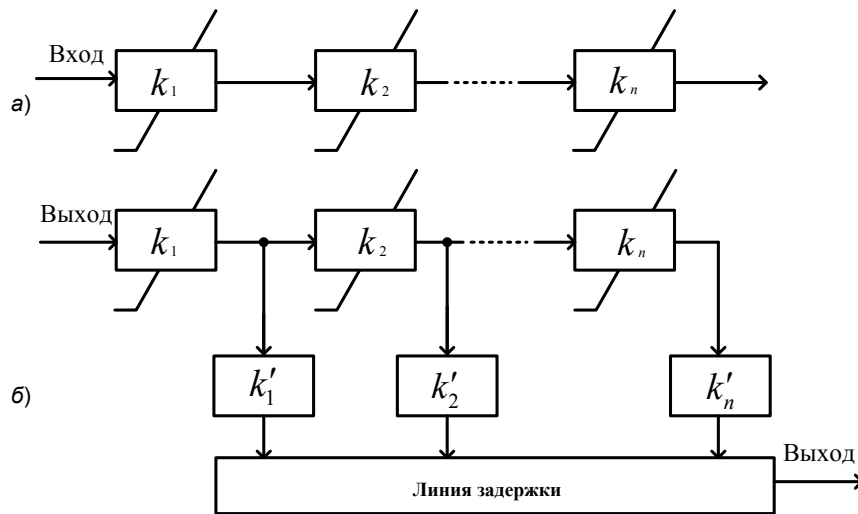 Вход
k₁ k₂ kₙ
а)
Выход
k₁ k₂ kₙ
б)
k′₁ k′₂ k′ₙ
Выход
Линия задержки